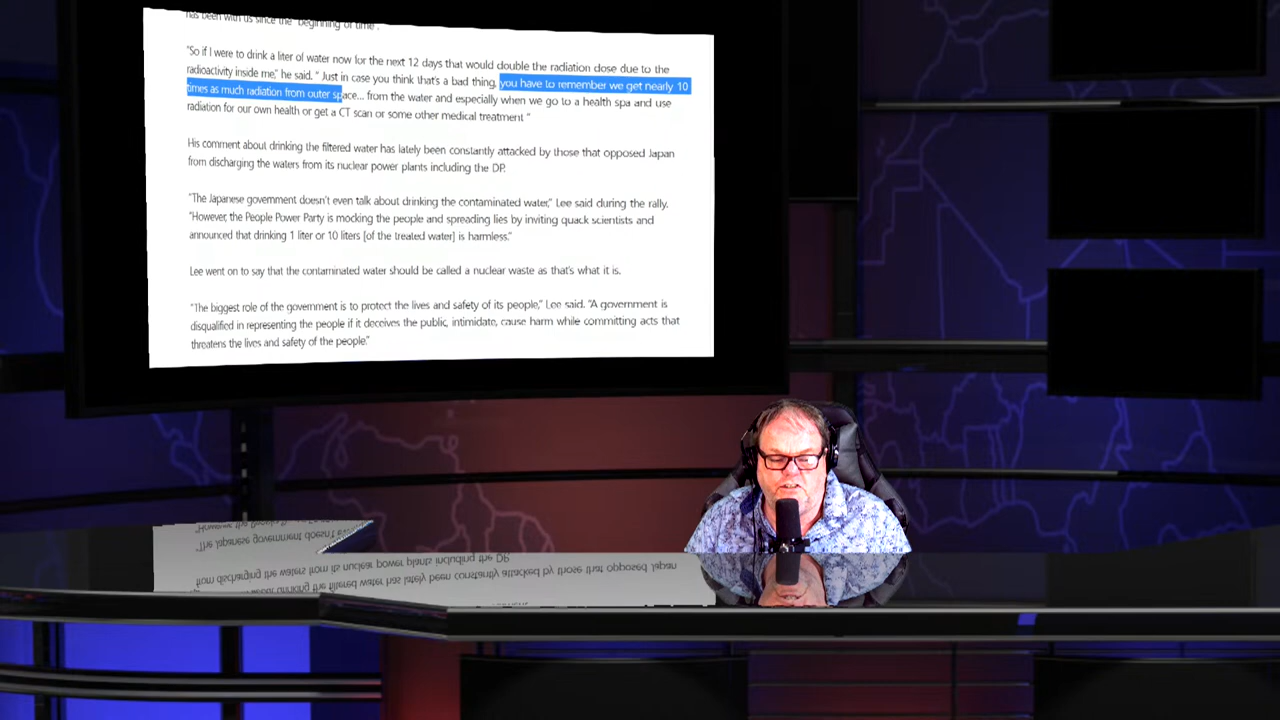 has been with us since the "beginning of time".
"So if I were to drink a liter of water now for the next 12 days that would double the radiation dose due to the
radioactivity inside me," he said. " Just in case you think that's a bad thing, you have to remember we get nearly 10
times as much radiation from outer space... from the water and especially when we go to a health spa and use
radiation for our own health or get a CT scan or some other medical treatment "
His comment about drinking the filtered water has lately been constantly attacked by those that opposed Japan
from discharging the waters from its nuclear power plants including the DP.
"The Japanese government doesn't even talk about drinking the contaminated water," Lee said during the rally.
"However, the People Power Party is mocking the people and spreading lies by inviting quack scientists and
announced that drinking 1 liter or 10 liters [of the treated water] is harmless."
Lee went on to say that the contaminated water should be called a nuclear waste as that's what it is.
"The biggest role of the government is to protect the lives and safety of its people," Lee said. "A government is
disqualified in representing the people if it deceives the public, intimidate, cause harm while committing acts that
threatens the lives and safety of the people."